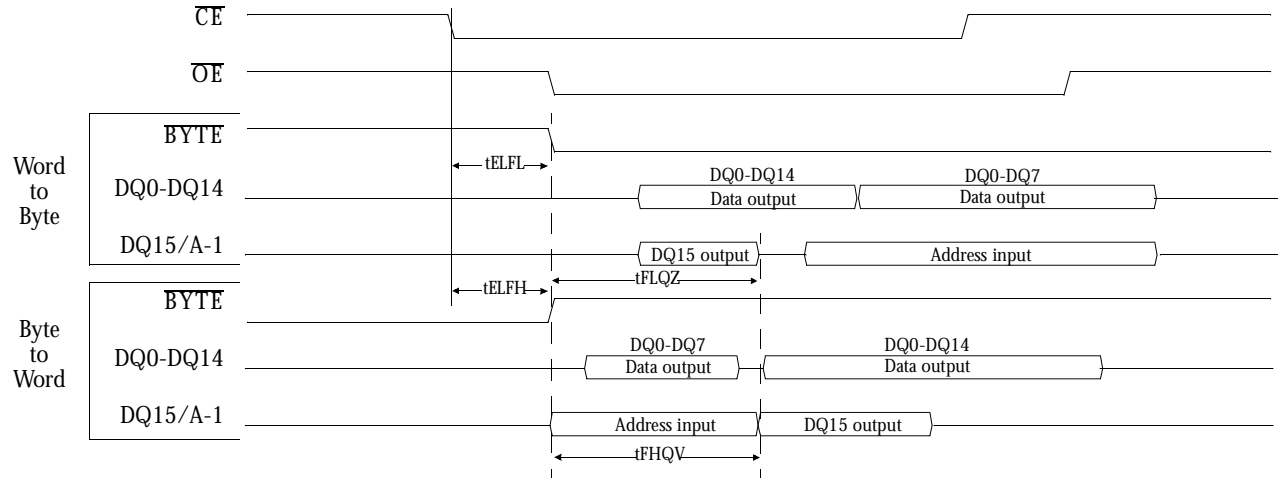 CE
OE
Word
to
Byte
BYTE
tELFL
DQ0-DQ14
DQ0-DQ14
Data output
DQ0-DQ7
Data output
DQ15/A-1
DQ15 output
Address input
tFLQZ
tELFH
Byte
to
Word
BYTE
DQ0-DQ14
DQ0-DQ7
Data output
DQ0-DQ14
Data output
DQ15/A-1
Address input
DQ15 output
tFHQV